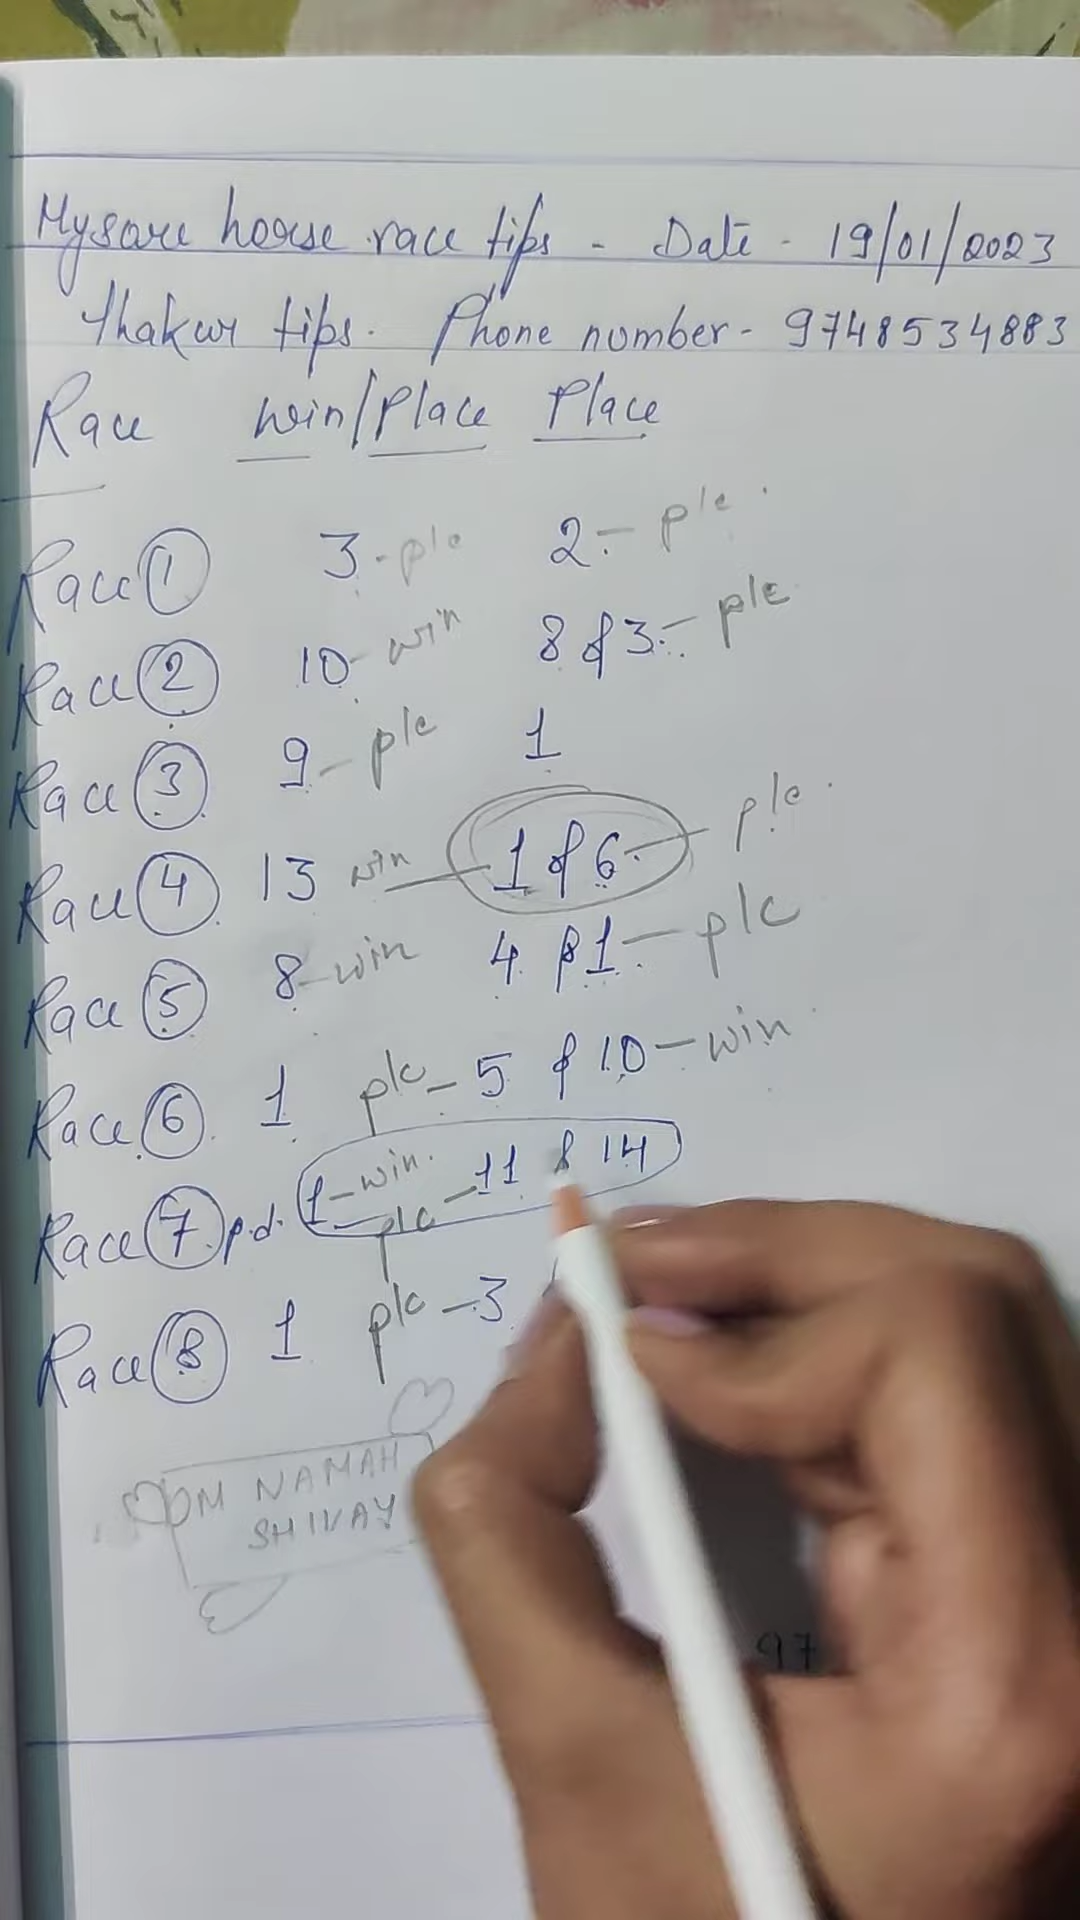 Mysore horse race tips - Date - 19/01/2023
Thakur tips. Phone number - 9748534883
Race win/Place Place
Race 1 3 - plc 2 - plc.
Race 2 10 - win 8 & 3 - plc
Race 3 9 - plc 1
Race 4 13 win - 1 & 6 - plc.
Race 5 8 - win 4 & 1 - plc
Race 6 1 plc - 5 & 10 - win
Race 7 p.d. 1 - win. plc - 11 & 14
Race 8 1 plc - 3
OM NAMAH
SHIVAY
97